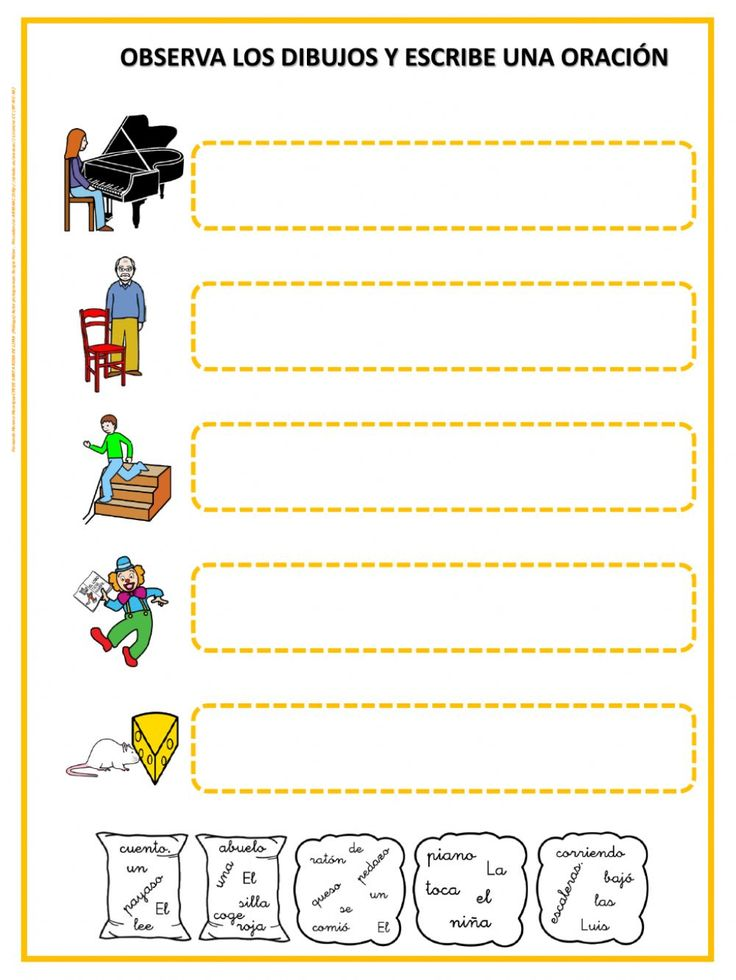 OBSERVA LOS DIBUJOS Y ESCRIBE UNA ORACIÓN
cuento.
un
payaso
El
lee
abuelo
una
El
silla
coge
roja
ratón
de
pedazo
queso
un
se
comió
El
piano
La
toca
el
niña
corriendo
escaleras.
bajó
las
Luis